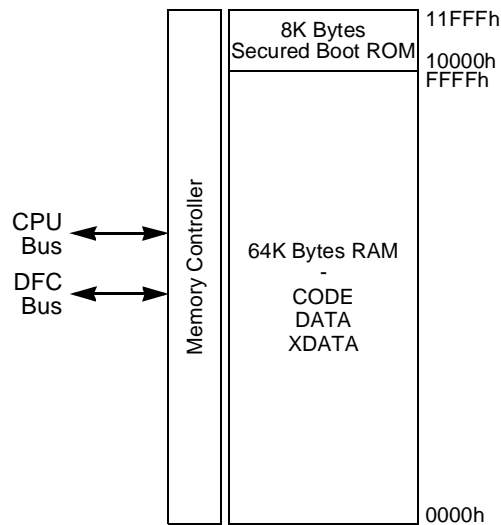 8K Bytes
Secured Boot ROM
11FFFh
10000h
FFFFh
CPU
Bus
DFC
Bus
Memory Controller
64K Bytes RAM
-
CODE
DATA
XDATA
0000h